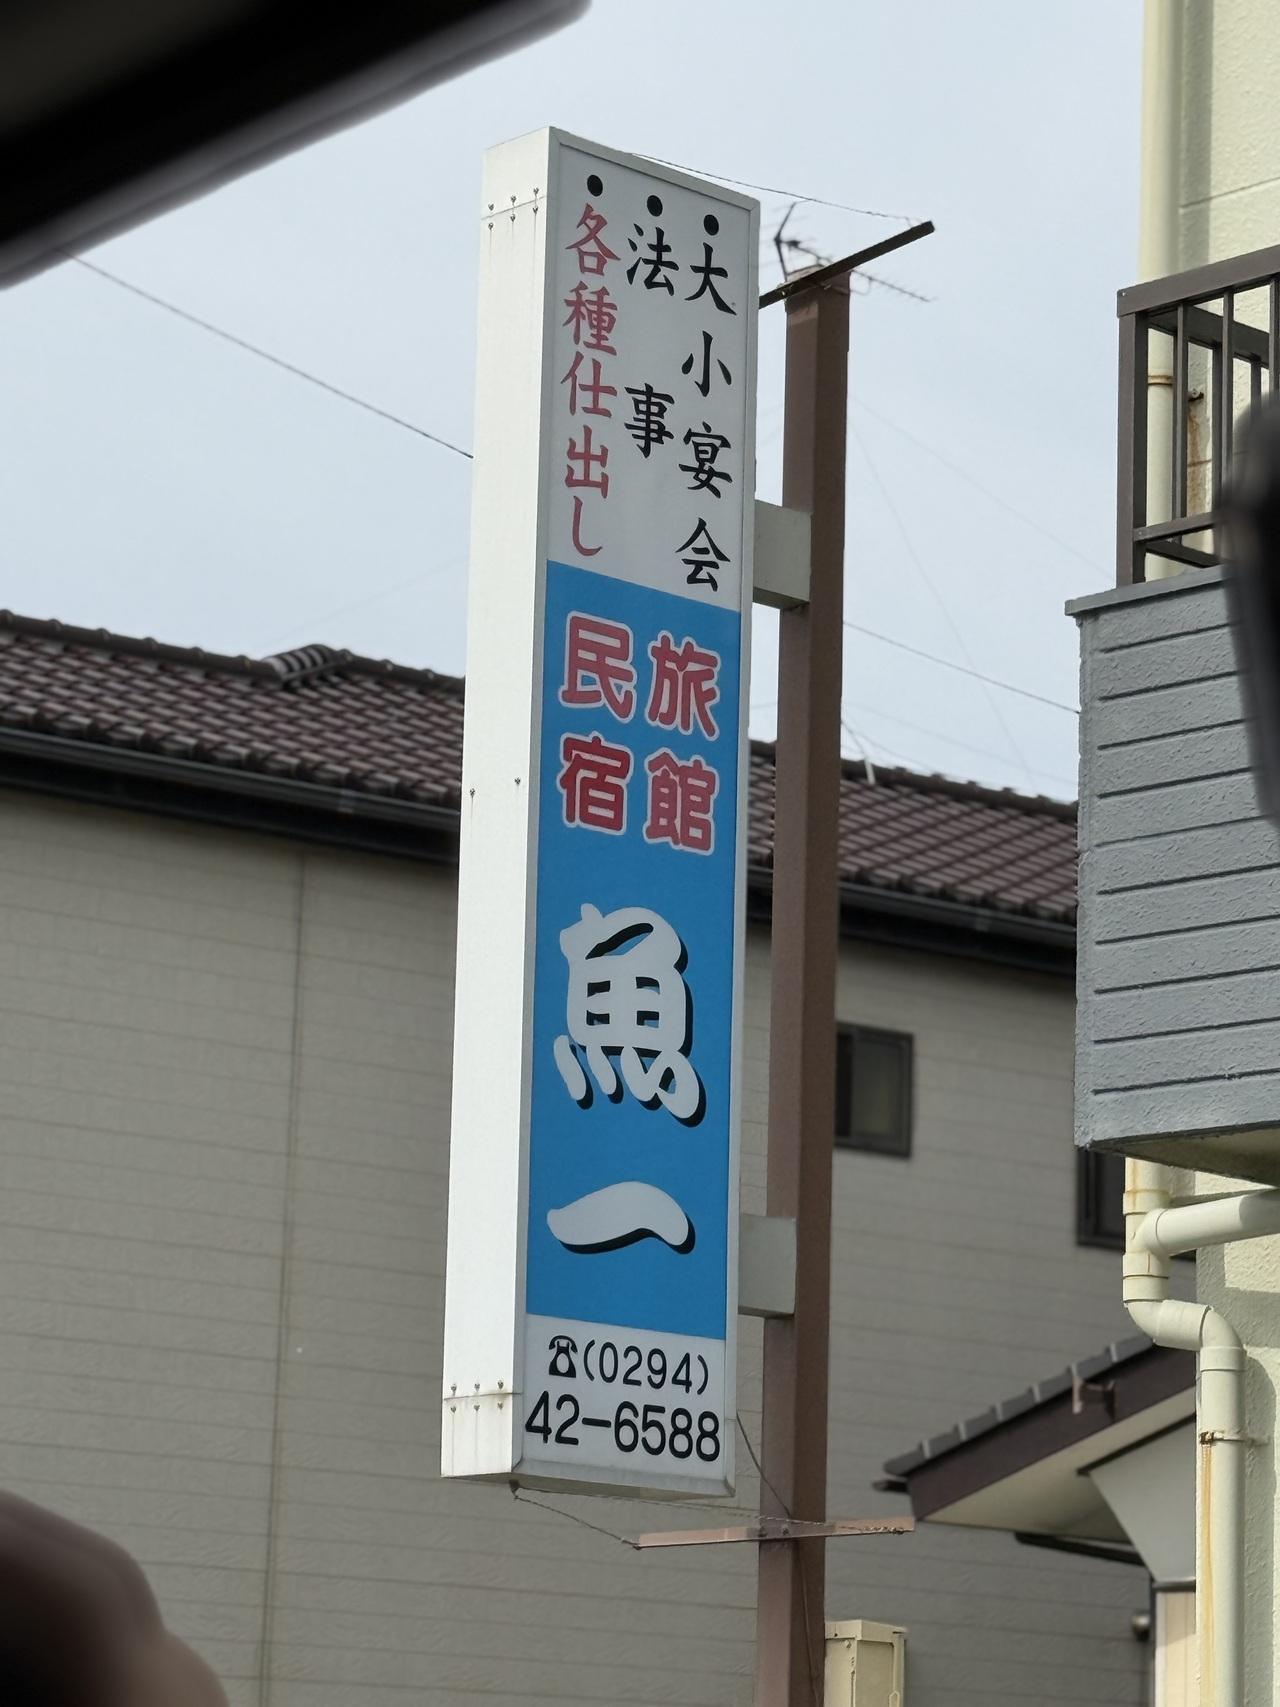 ●大小宴会
●法事
●各種仕出し
旅館
民宿
魚一
☎(0294)
42-6588